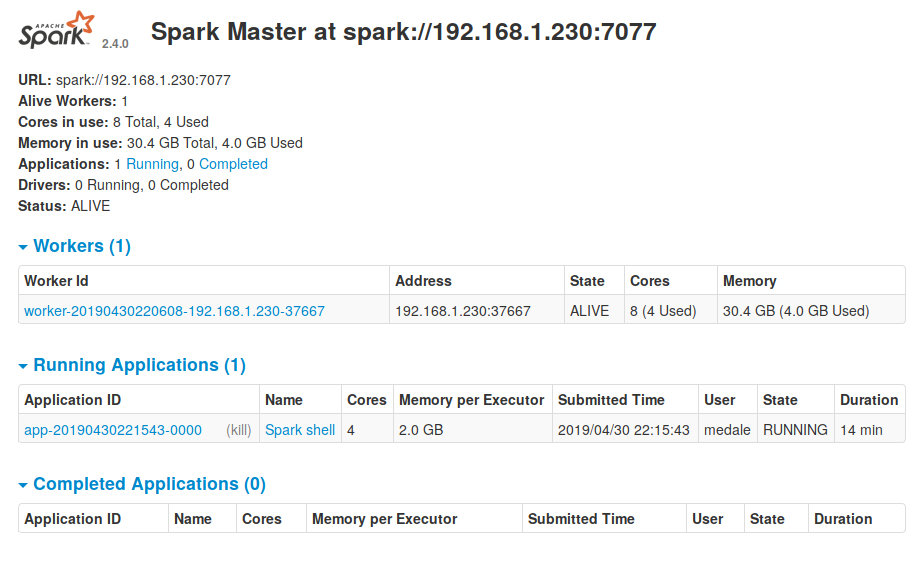 APACHE
Spark 2.4.0 Spark Master at spark://192.168.1.230:7077
URL: spark://192.168.1.230:7077
Alive Workers: 1
Cores in use: 8 Total, 4 Used
Memory in use: 30.4 GB Total, 4.0 GB Used
Applications: 1 Running, 0 Completed
Drivers: 0 Running, 0 Completed
Status: ALIVE
Workers (1)
Worker Id Address State Cores Memory
worker-20190430220608-192.168.1.230-37667 192.168.1.230:37667 ALIVE 8 (4 Used) 30.4 GB (4.0 GB Used)
Running Applications (1)
Application ID Name Cores Memory per Executor Submitted Time User State Duration
app-20190430221543-0000 (kill) Spark shell 4 2.0 GB 2019/04/30 22:15:43 medale RUNNING 14 min
Completed Applications (0)
Application ID Name Cores Memory per Executor Submitted Time User State Duration